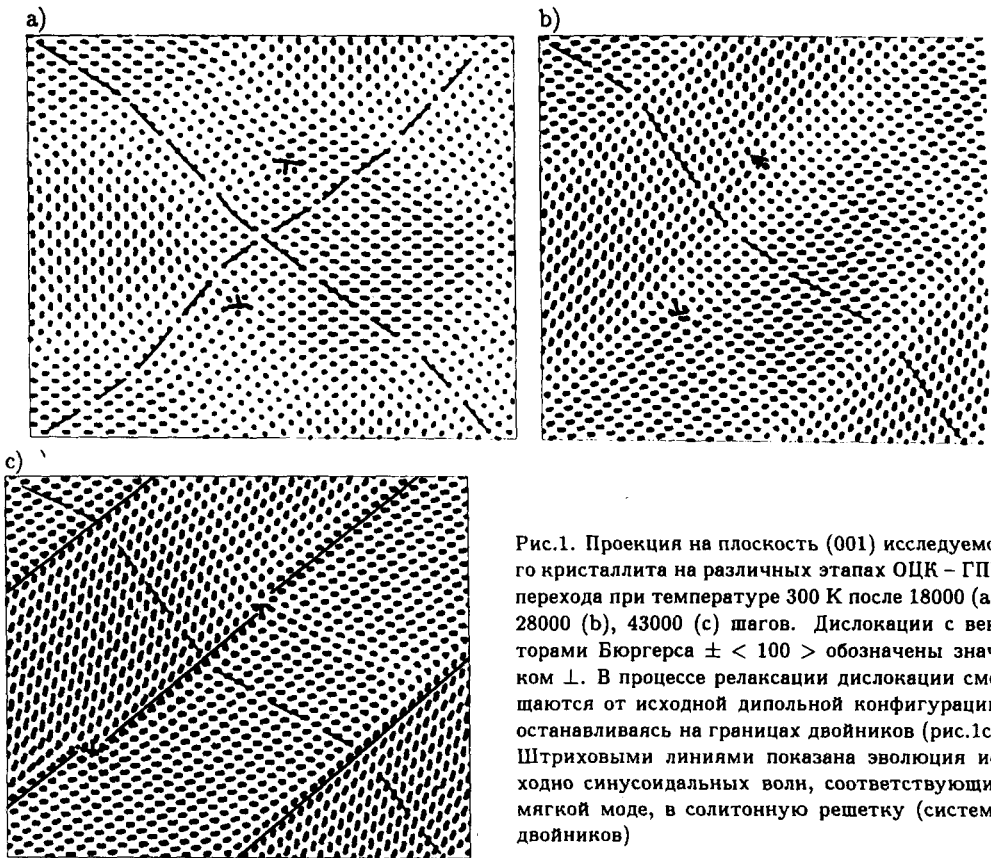 a)
b)
c)
Рис.1. Проекция на плоскость (001) исследуемо
го кристаллита на различных этапах ОЦК – ГП
перехода при температуре 300 К после 18000 (a
28000 (b), 43000 (c) шагов. Дислокации с век
торами Бюргерса ± < 100 > обозначены знач
ком ⊥. В процессе релаксации дислокации сме
щаются от исходной дипольной конфигурации
останавливаясь на границах двойников (рис.1c
Штриховыми линиями показана эволюция ис
ходно синусоидальных волн, соответствующи
мягкой моде, в солитонную решетку (систем
двойников)